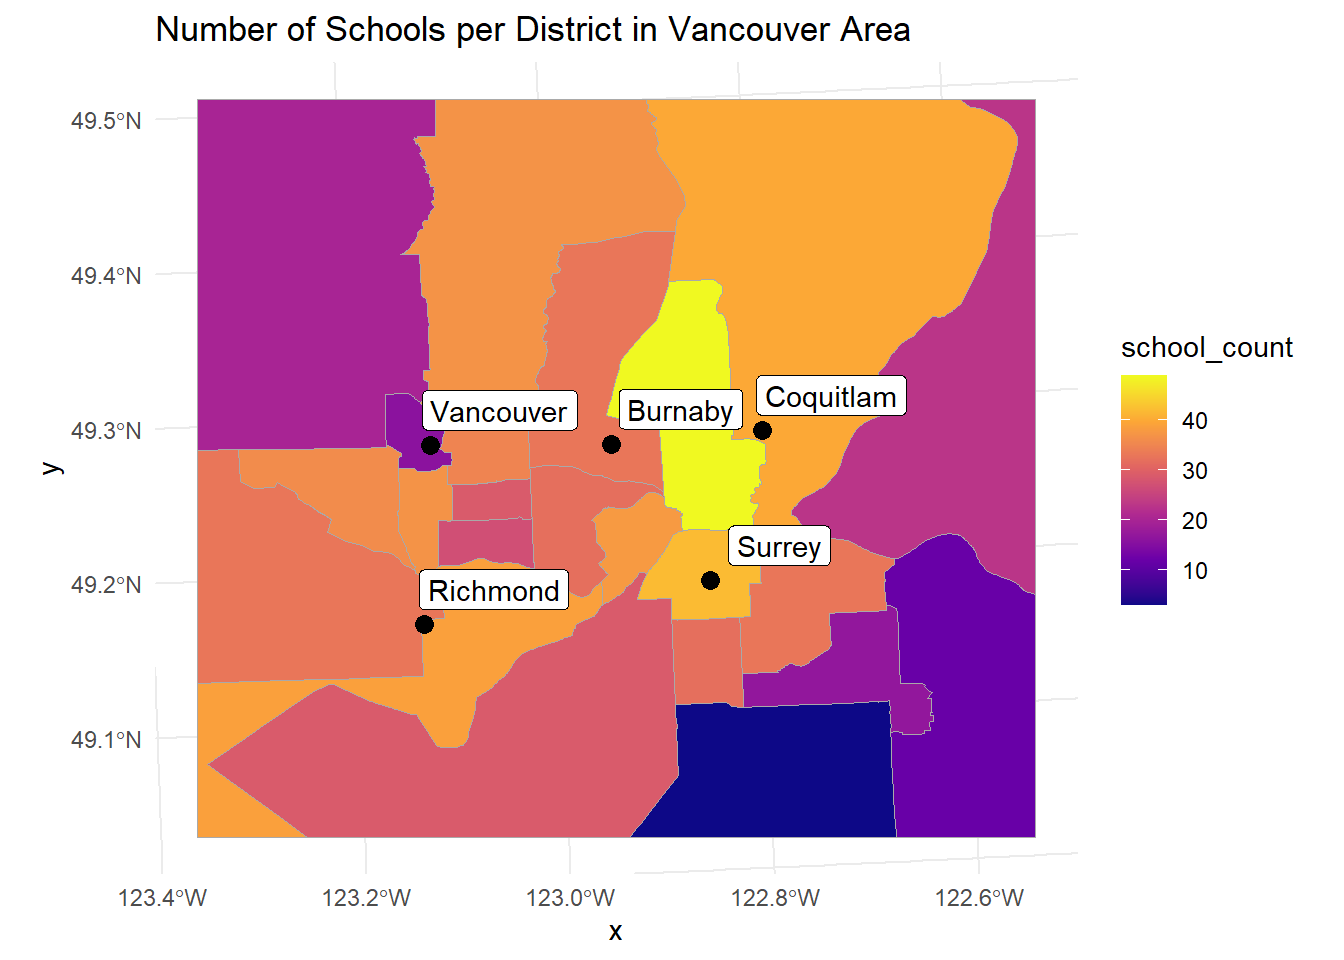 Number of Schools per District in Vancouver Area
49.5°N
49.4°N
49.3°N
49.2°N
49.1°N
y
Vancouver
Burnaby
Coquitlam
Surrey
Richmond
school_count
40
30
20
10
123.4°W
123.2°W
123.0°W
122.8°W
122.6°W
x